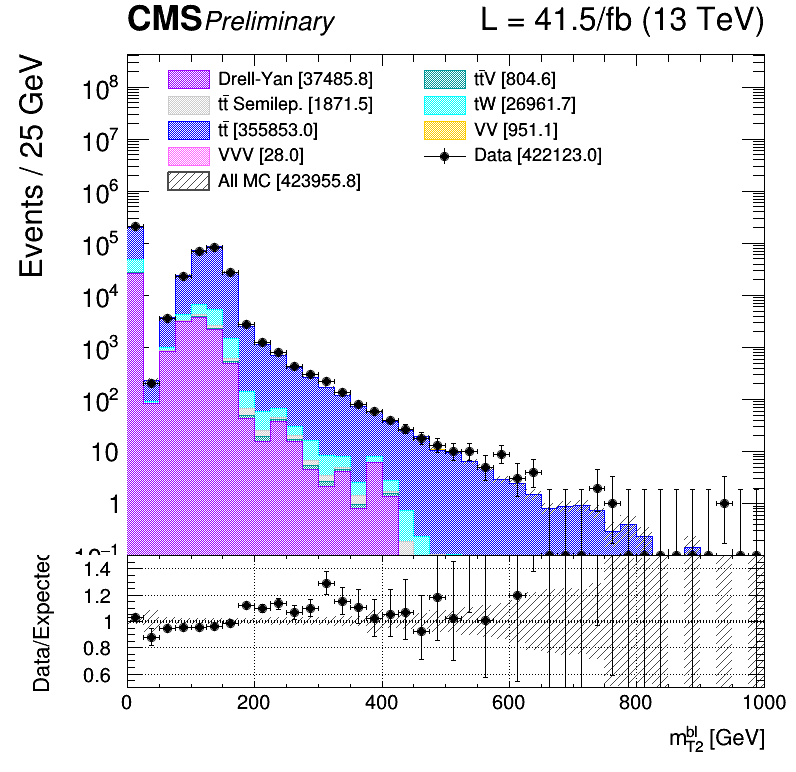 CMS Preliminary L = 41.5/fb (13 TeV)
Events / 25 GeV
Drell-Yan [37485.8]
tt̄ Semilep. [1871.5]
tt̄ [355853.0]
VVV [28.0]
All MC [423955.8]
tt̄V [804.6]
tW [26961.7]
VV [951.1]
Data [422123.0]
10⁸
10⁷
10⁶
10⁵
10⁴
10³
10²
10
1
10⁻¹
Data/Expected
1.4
1.2
1
0.8
0.6
0 200 400 600 800 1000
m_{T2}^{bl} [GeV]